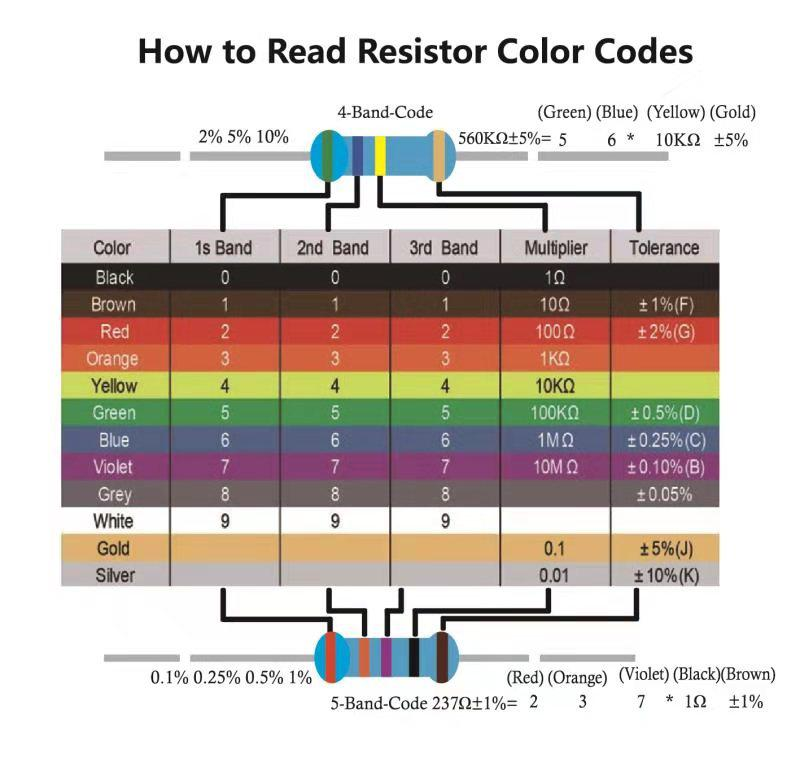 How to Read Resistor Color Codes
4-Band-Code
(Green) (Blue) (Yellow) (Gold)
2% 5% 10%
560KΩ±5%= 5 6 * 10KΩ ±5%
Color 1s Band 2nd Band 3rd Band Multiplier Tolerance
Black 0 0 0 1Ω
Brown 1 1 1 10Ω ±1%(F)
Red 2 2 2 100Ω ±2%(G)
Orange 3 3 3 1KΩ
Yellow 4 4 4 10KΩ
Green 5 5 5 100KΩ ±0.5%(D)
Blue 6 6 6 1MΩ ±0.25%(C)
Violet 7 7 7 10MΩ ±0.10%(B)
Grey 8 8 8 ±0.05%
White 9 9 9
Gold 0.1 ±5%(J)
Silver 0.01 ±10%(K)
0.1% 0.25% 0.5% 1%
(Red) (Orange) (Violet) (Black)(Brown)
5-Band-Code 237Ω±1%= 2 3 7 * 1Ω ±1%